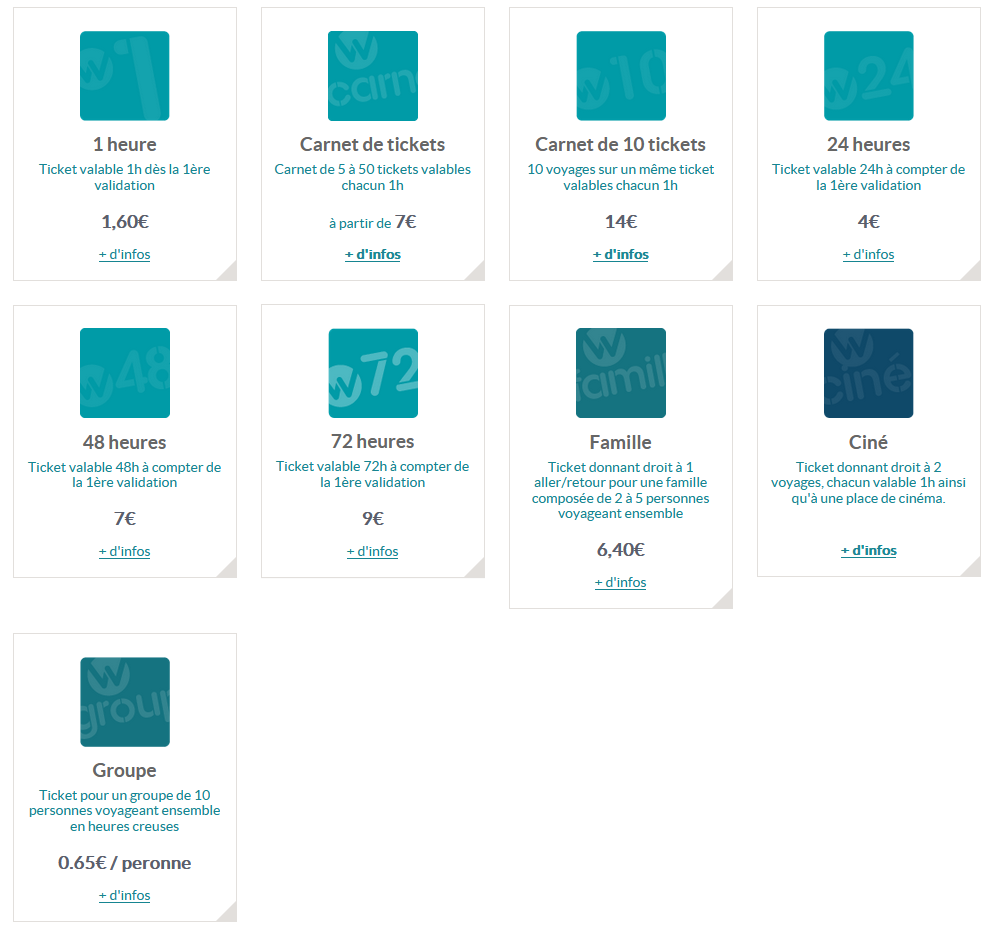 1
1 heure
Ticket valable 1h dès la 1ère
validation
1,60€
+ d'infos
w
carn
Carnet de tickets
Carnet de 5 à 50 tickets valables
chacun 1h
à partir de 7€
+ d'infos
w10
Carnet de 10 tickets
10 voyages sur un même ticket
valables chacun 1h
14€
+ d'infos
w24
24 heures
Ticket valable 24h à compter de
la 1ère validation
4€
+ d'infos
w48
48 heures
Ticket valable 48h à compter de
la 1ère validation
7€
+ d'infos
w72
72 heures
Ticket valable 72h à compter de
la 1ère validation
9€
+ d'infos
w
famill
Famille
Ticket donnant droit à 1
aller/retour pour une famille
composée de 2 à 5 personnes
voyageant ensemble
6,40€
+ d'infos
w
ciné
Ciné
Ticket donnant droit à 2
voyages, chacun valable 1h ainsi
qu'à une place de cinéma.
+ d'infos
w
group
Groupe
Ticket pour un groupe de 10
personnes voyageant ensemble
en heures creuses
0.65€ / peronne
+ d'infos